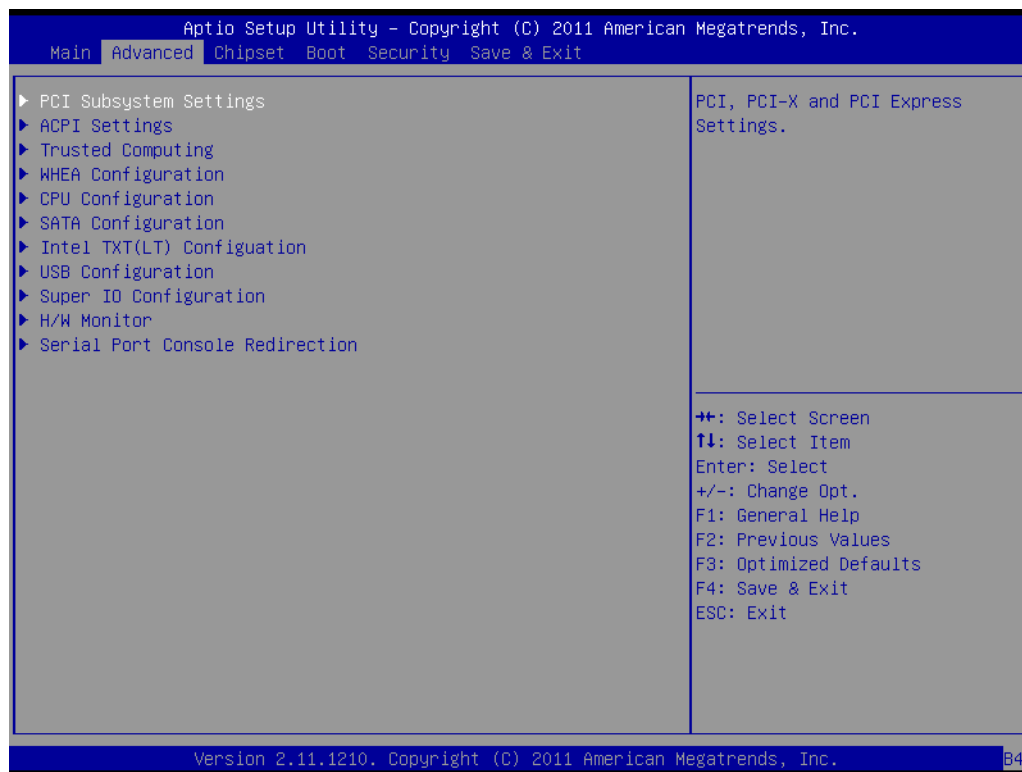 Aptio Setup Utility – Copyright (C) 2011 American Megatrends, Inc.
Main Advanced Chipset Boot Security Save & Exit
PCI Subsystem Settings
ACPI Settings
Trusted Computing
WHEA Configuration
CPU Configuration
SATA Configuration
Intel TXT(LT) Configuation
USB Configuration
Super IO Configuration
H/W Monitor
Serial Port Console Redirection
PCI, PCI-X and PCI Express
Settings.
→←: Select Screen
↑↓: Select Item
Enter: Select
+/-: Change Opt.
F1: General Help
F2: Previous Values
F3: Optimized Defaults
F4: Save & Exit
ESC: Exit
Version 2.11.1210. Copyright (C) 2011 American Megatrends, Inc.
B4